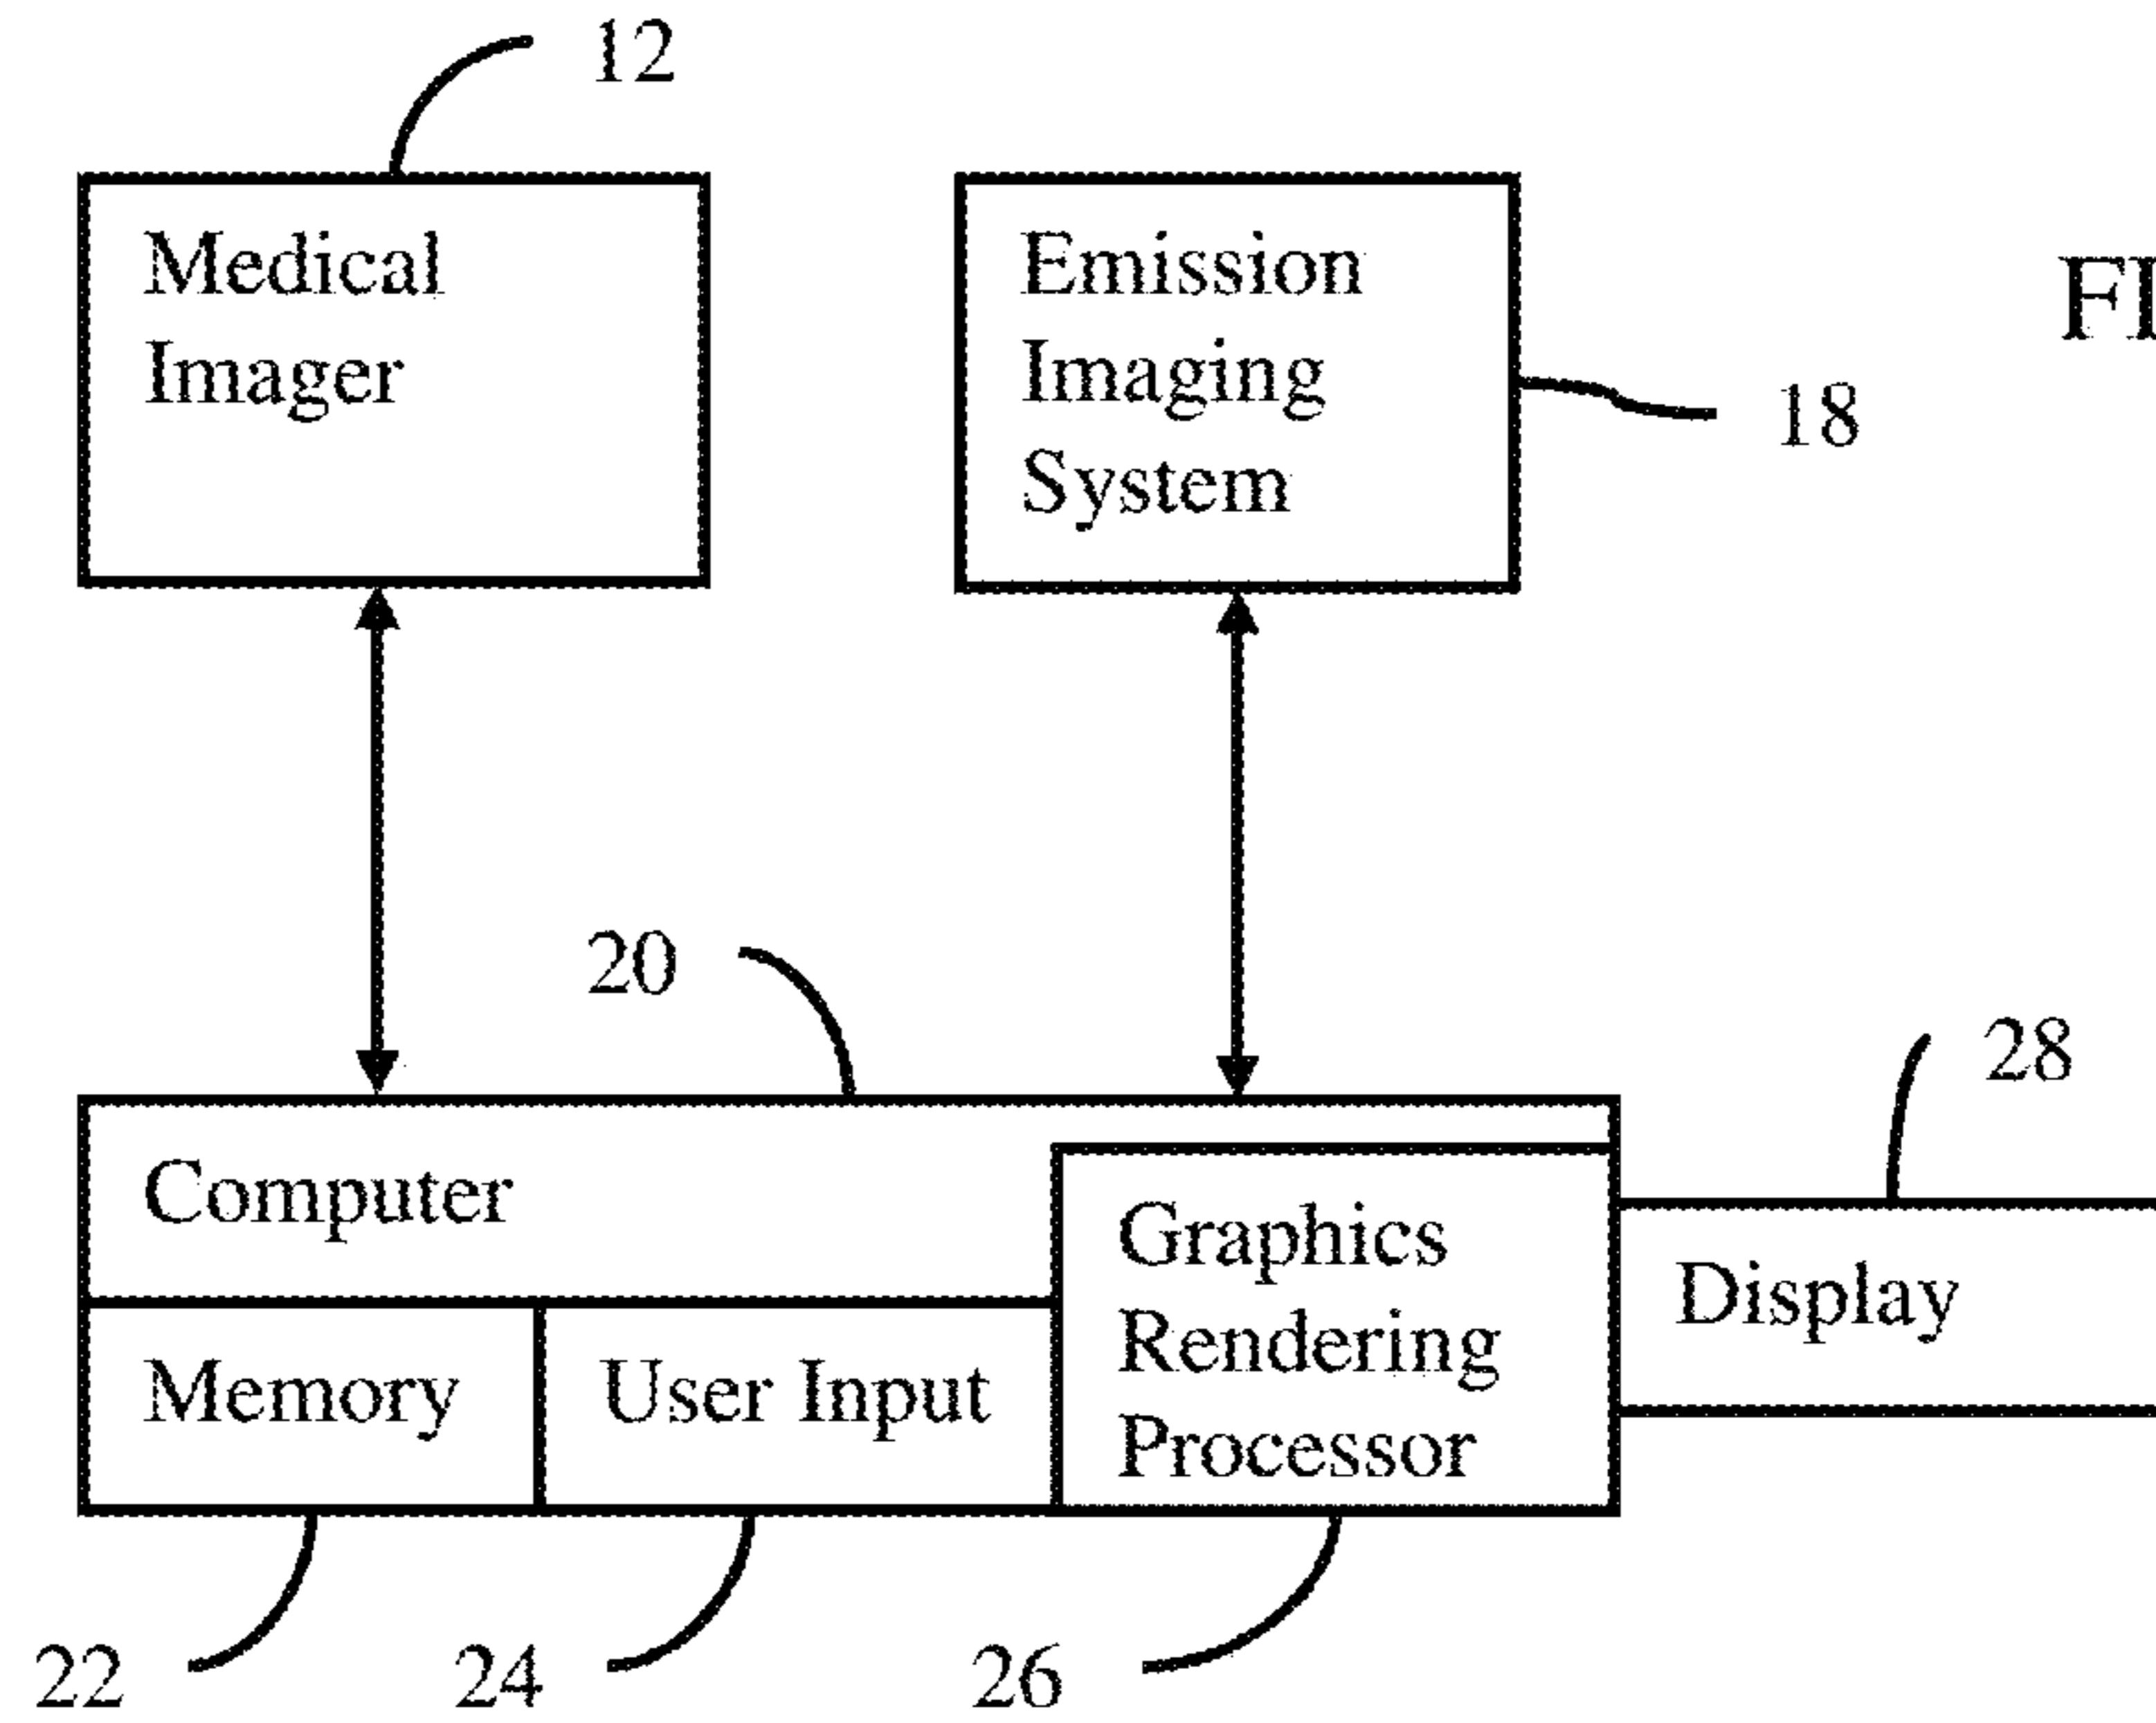 12
Medical
Imager
Emission
Imaging
System
FI
18
20
28
Computer
Graphics
Rendering
Processor
Display
Memory
User Input
22
24
26